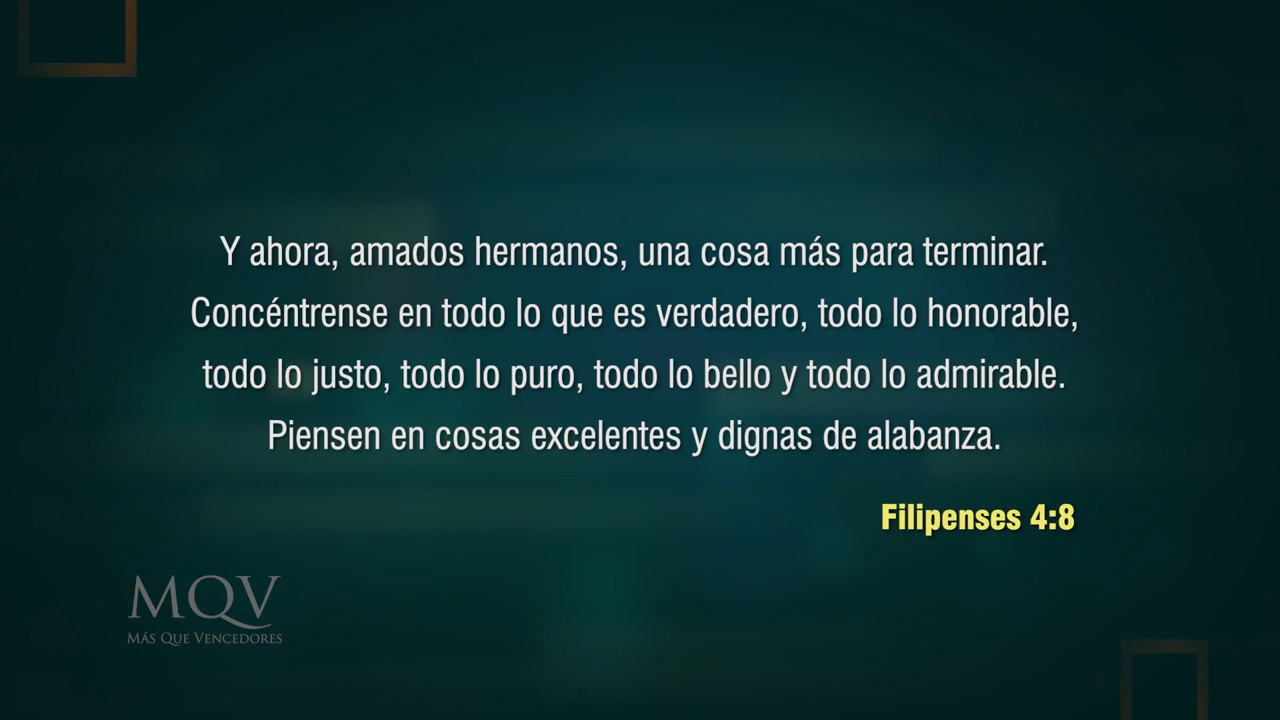 Y ahora, amados hermanos, una cosa más para terminar.
Concéntrense en todo lo que es verdadero, todo lo honorable,
todo lo justo, todo lo puro, todo lo bello y todo lo admirable.
Piensen en cosas excelentes y dignas de alabanza.
Filipenses 4:8
MQV
MÁS QUE VENCEDORES